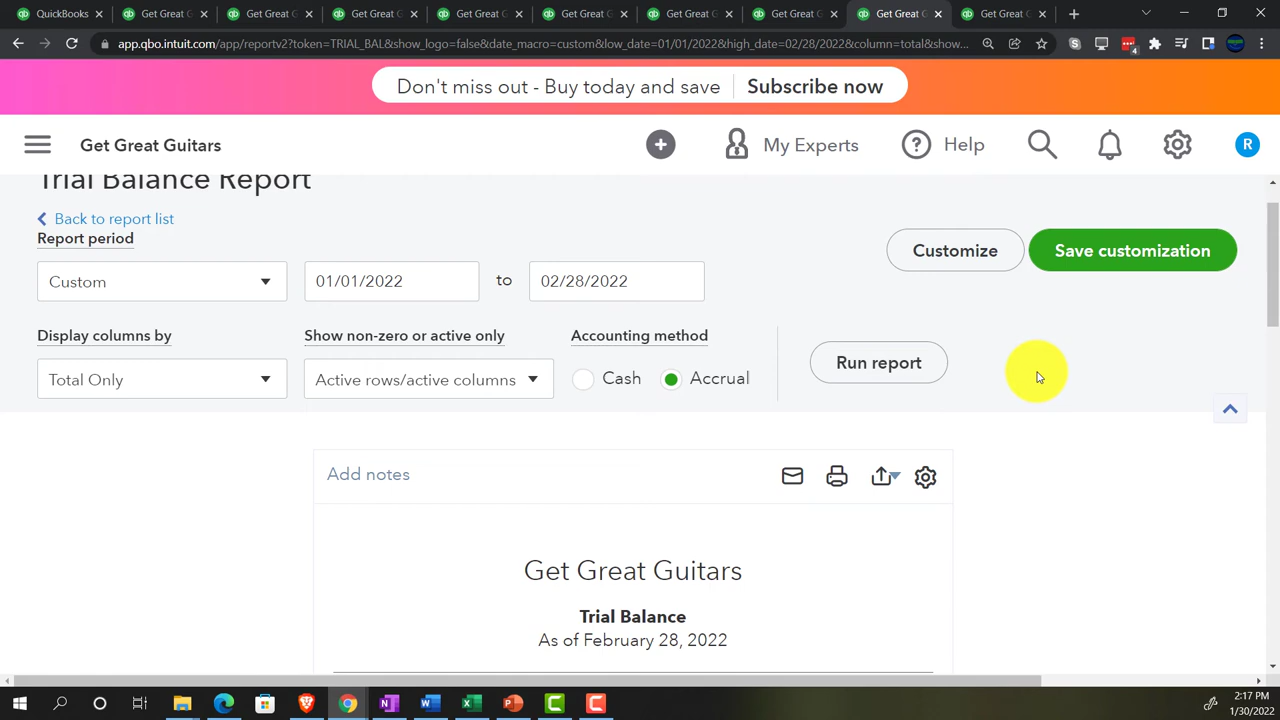 QuickBooks
Get Great G
Get Great G
Get Great G
Get Great G
Get Great G
Get Great G
Get Great G
Get Great G
Get Great G
app.qbo.intuit.com/app/reportv2?token=TRIAL_BAL&show_logo=false&date_macro=custom&low_date=01/01/2022&high_date=02/28/2022&column=total&show...
4
Don't miss out - Buy today and save
Subscribe now
Get Great Guitars
My Experts
Help
R
Trial Balance Report
Back to report list
Report period
Customize
Save customization
Custom
01/01/2022
to
02/28/2022
Display columns by
Show non-zero or active only
Accounting method
Total Only
Active rows/active columns
Cash
Accrual
Run report
Add notes
Get Great Guitars
Trial Balance
As of February 28, 2022
2:17 PM
1/30/2022